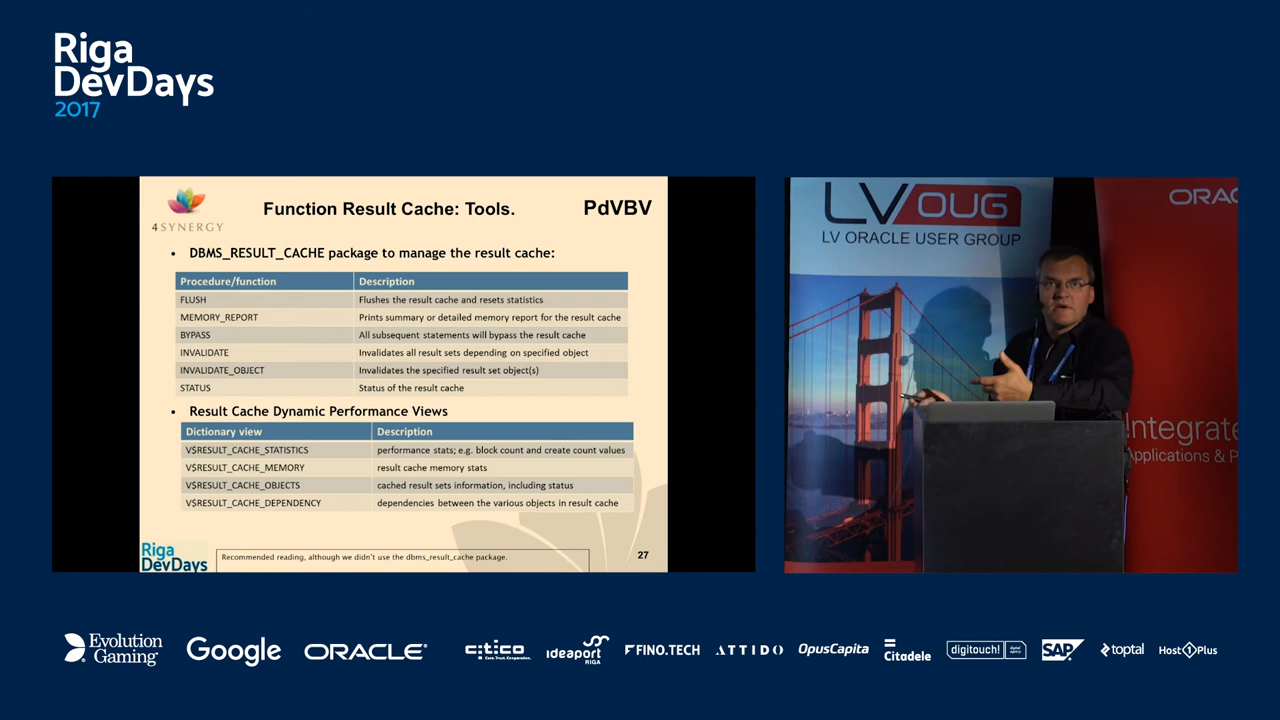 Riga
DevDays
2017
4SYNERGY
Function Result Cache: Tools.
PdVBV
• DBMS_RESULT_CACHE package to manage the result cache:
Procedure/function Description
FLUSH Flushes the result cache and resets statistics
MEMORY_REPORT Prints summary or detailed memory report for the result cache
BYPASS All subsequent statements will bypass the result cache
INVALIDATE Invalidates all result sets depending on specified object
INVALIDATE_OBJECT Invalidates the specified result set object(s)
STATUS Status of the result cache
• Result Cache Dynamic Performance Views
Dictionary view Description
V$RESULT_CACHE_STATISTICS performance stats; e.g. block count and create count values
V$RESULT_CACHE_MEMORY result cache memory stats
V$RESULT_CACHE_OBJECTS cached result sets information, including status
V$RESULT_CACHE_DEPENDENCY dependencies between the various objects in result cache
Riga
DevDays
Recommended reading, although we didn't use the dbms_result_cache package.
27
LV/OUG
LV ORACLE USER GROUP
ORAC
Integrate
Applications & P
Evolution
Gaming
Google
ORACLE
citico
Care. Trust. Cooperation.
ideaport
RIGA
FINO.TECH
ATTIDO
OpusCapita
Citadele
digitouch!
SAP
toptal
Host1Plus